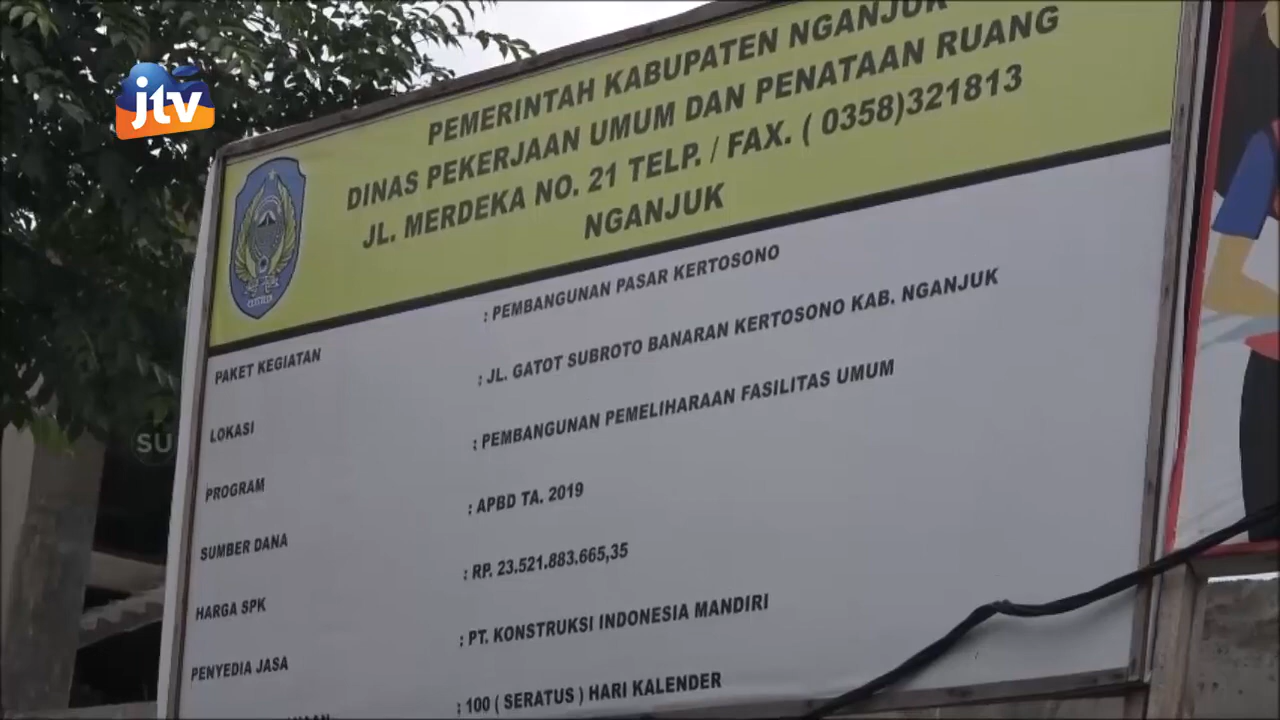 jtv
PEMERINTAH KABUPATEN NGANJUK
DINAS PEKERJAAN UMUM DAN PENATAAN RUANG
JL. MERDEKA NO. 21 TELP. / FAX. ( 0358)321813
NGANJUK
PAKET KEGIATAN : PEMBANGUNAN PASAR KERTOSONO
LOKASI : JL. GATOT SUBROTO BANARAN KERTOSONO KAB. NGANJUK
PROGRAM : PEMBANGUNAN PEMELIHARAAN FASILITAS UMUM
SUMBER DANA : APBD TA. 2019
HARGA SPK : RP. 23.521.883.665,35
PENYEDIA JASA : PT. KONSTRUKSI INDONESIA MANDIRI
: 100 ( SERATUS ) HARI KALENDER
SU